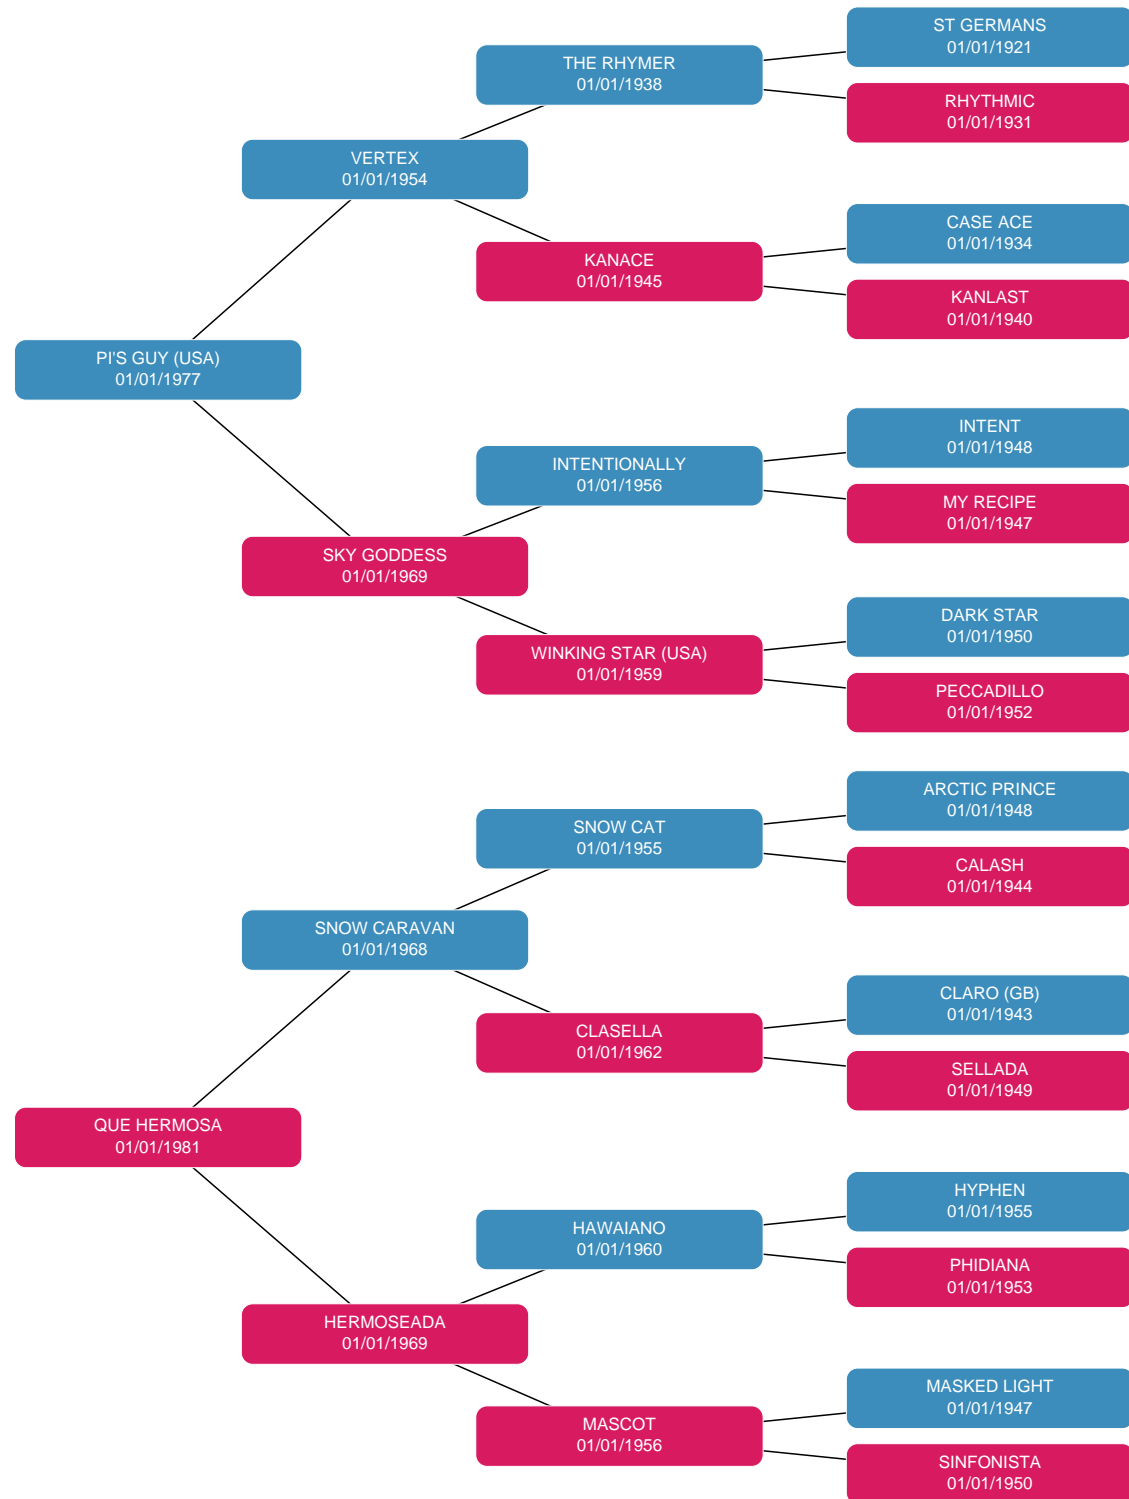 ST GERMANS
01/01/1921
THE RHYMER
01/01/1938
RHYTHMIC
01/01/1931
VERTEX
01/01/1954
CASE ACE
01/01/1934
KANACE
01/01/1945
KANLAST
01/01/1940
PI'S GUY (USA)
01/01/1977
INTENT
01/01/1948
INTENTIONALLY
01/01/1956
MY RECIPE
01/01/1947
SKY GODDESS
01/01/1969
DARK STAR
01/01/1950
WINKING STAR (USA)
01/01/1959
PECCADILLO
01/01/1952
ARCTIC PRINCE
01/01/1948
SNOW CAT
01/01/1955
CALASH
01/01/1944
SNOW CARAVAN
01/01/1968
CLARO (GB)
01/01/1943
CLASELLA
01/01/1962
SELLADA
01/01/1949
QUE HERMOSA
01/01/1981
HYPHEN
01/01/1955
HAWAIANO
01/01/1960
PHIDIANA
01/01/1953
HERMOSEADA
01/01/1969
MASKED LIGHT
01/01/1947
MASCOT
01/01/1956
SINFONISTA
01/01/1950